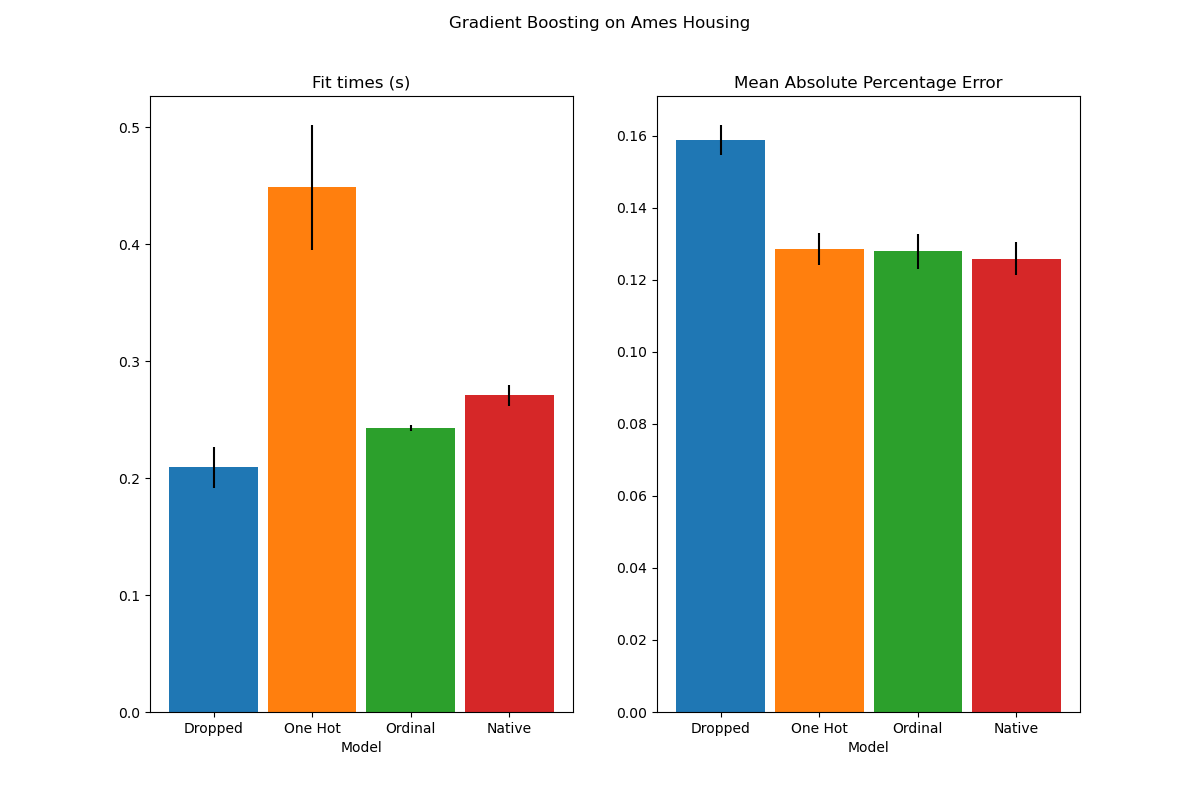 Gradient Boosting on Ames Housing
Fit times (s)
0.5
0.4
0.3
0.2
0.1
0.0
Dropped One Hot Ordinal Native
Model
Mean Absolute Percentage Error
0.16
0.14
0.12
0.10
0.08
0.06
0.04
0.02
0.00
Dropped One Hot Ordinal Native
Model